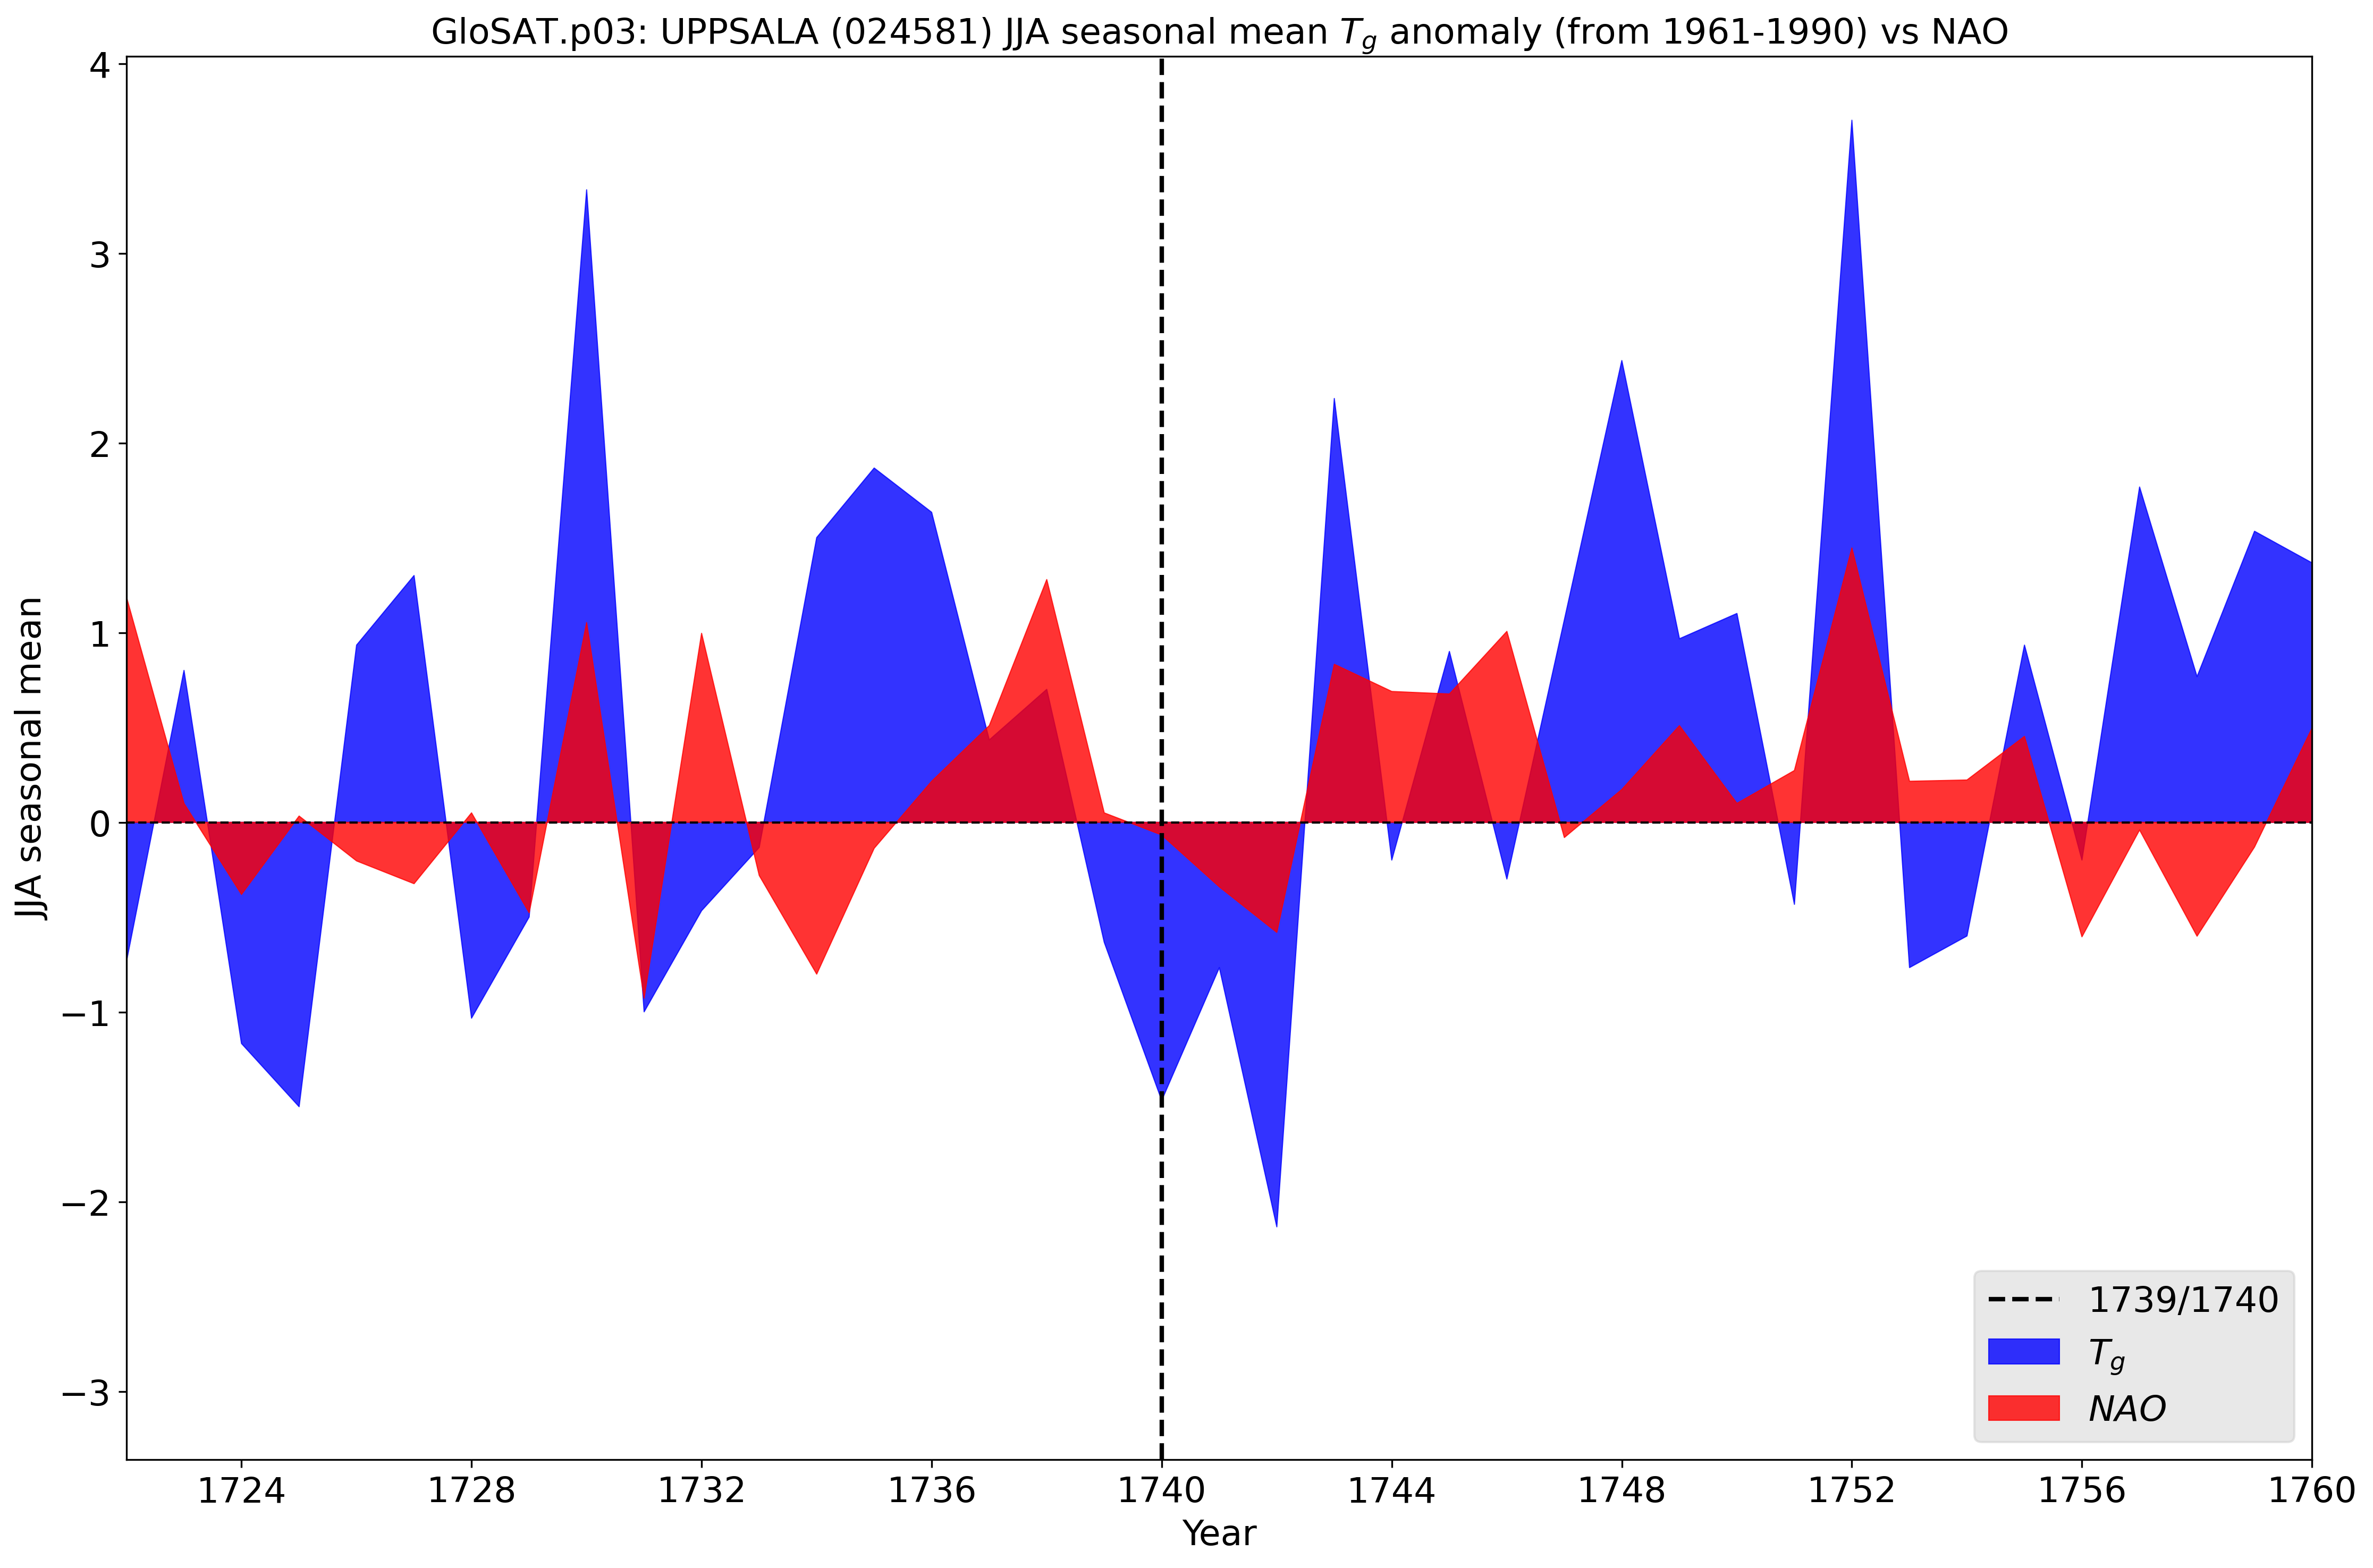 GloSAT.p03: UPPSALA (024581) JJA seasonal mean Tg anomaly (from 1961-1990) vs NAO
4
3
2
1
0
−1
−2
−3
JJA seasonal mean
1724 1728 1732 1736 1740 1744 1748 1752 1756 1760
Year
1739/1740
Tg
NAO